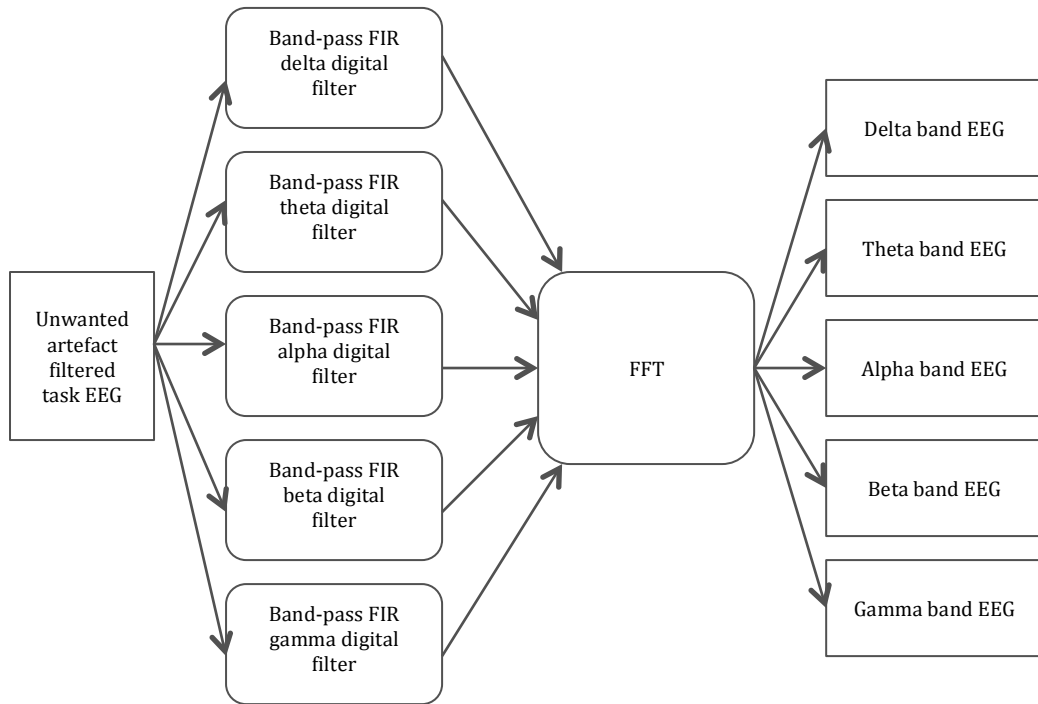 Band-pass FIR
delta digital
filter
Band-pass FIR
theta digital
filter
Unwanted
artefact
filtered
task EEG
Band-pass FIR
alpha digital
filter
Band-pass FIR
beta digital
filter
Band-pass FIR
gamma digital
filter
FFT
Delta band EEG
Theta band EEG
Alpha band EEG
Beta band EEG
Gamma band EEG